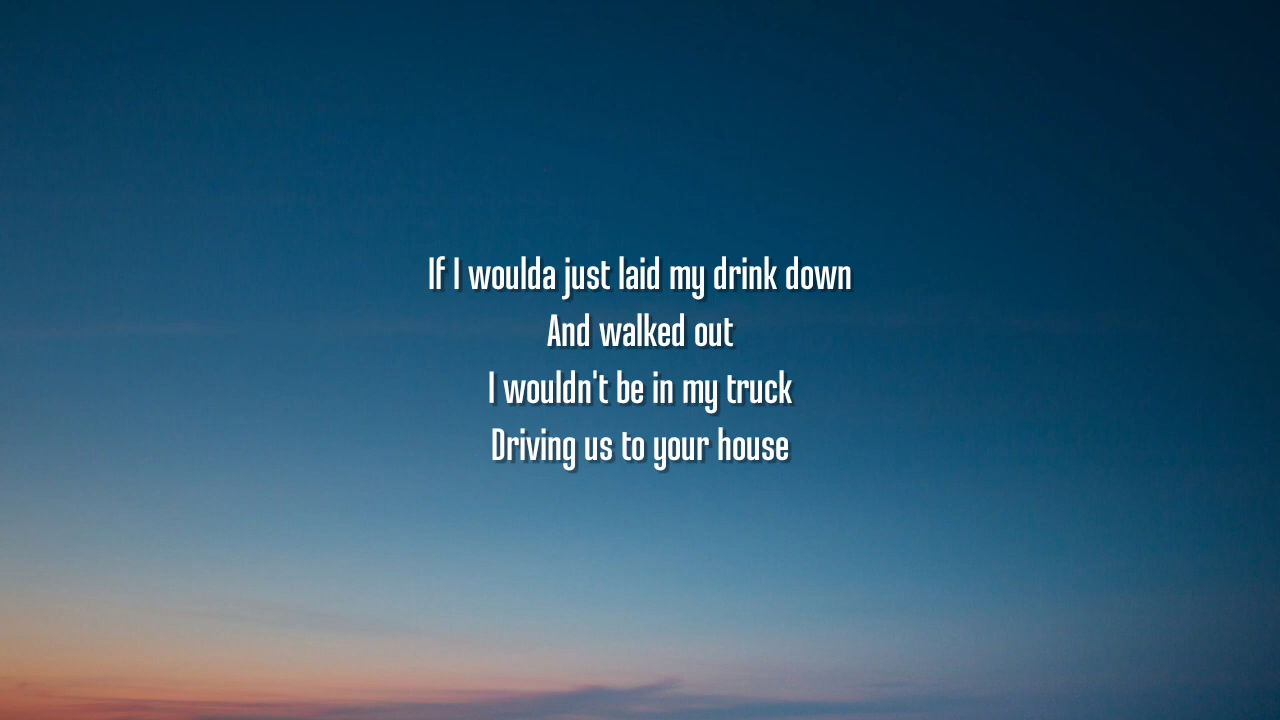 If I woulda just laid my drink down
And walked out
I wouldn't be in my truck
Driving us to your house